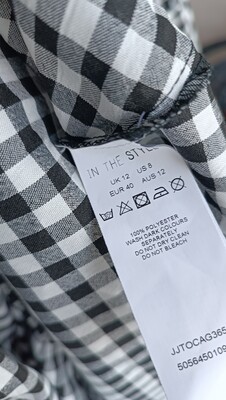 IN THE STYLE
UK 12 US 8
EUR 40 AUS 12
100% POLYESTER
WASH DARK COLOURS
SEPARATELY
DO NOT DRY CLEAN
DO NOT BLEACH
JJTOCAG365
5056450109